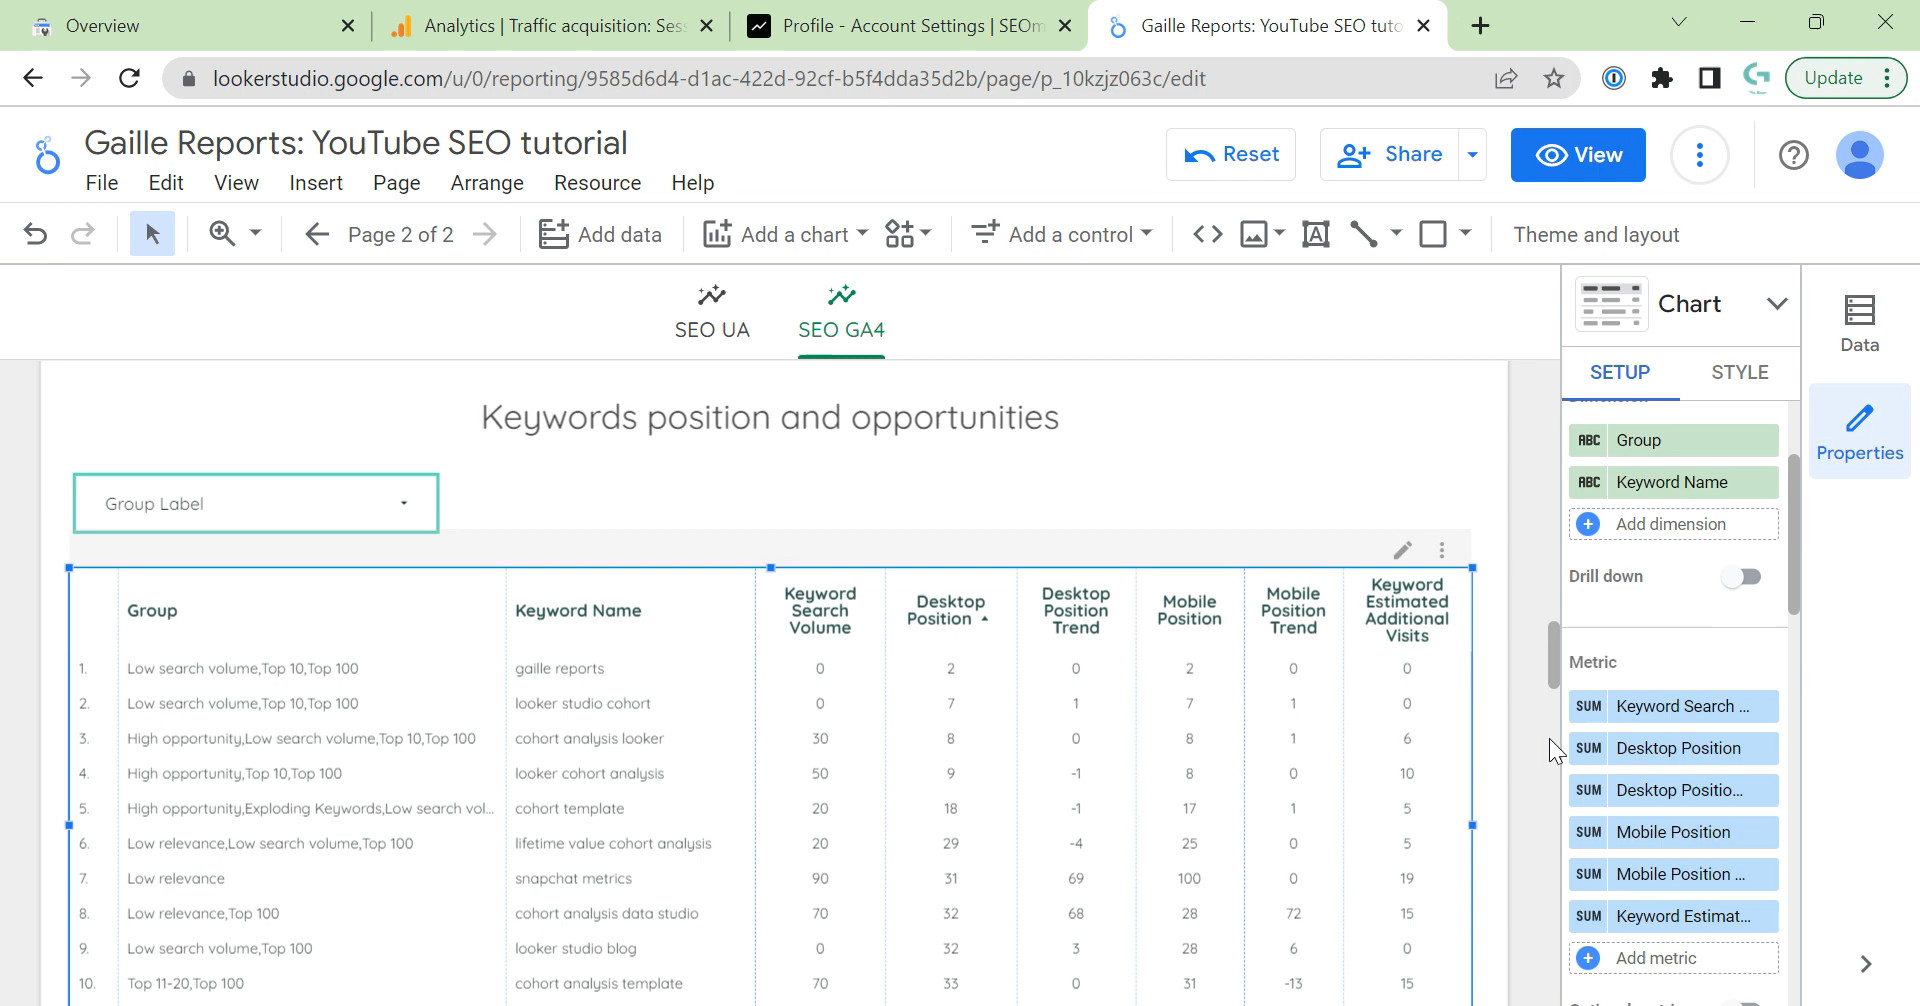 Overview
Analytics | Traffic acquisition: Ses
Profile - Account Settings | SEOm
Gaille Reports: YouTube SEO tuto
lookerstudio.google.com/u/0/reporting/9585d6d4-d1ac-422d-92cf-b5f4dda35d2b/page/p_10kzjz063c/edit
Update
Gaille Reports: YouTube SEO tutorial
Reset
Share
View
File Edit View Insert Page Arrange Resource Help
Page 2 of 2
Add data
Add a chart
Add a control
Theme and layout
SEO UA
SEO GA4
Keywords position and opportunities
Group Label
Group Keyword Name Keyword Search Volume Desktop Position Desktop Position Trend Mobile Position Mobile Position Trend Keyword Estimated Additional Visits
1. Low search volume,Top 10,Top 100 gaille reports 0 2 0 2 0 0
2. Low search volume,Top 10,Top 100 looker studio cohort 0 7 1 7 1 0
3. High opportunity,Low search volume,Top 10,Top 100 cohort analysis looker 30 8 0 8 1 6
4. High opportunity,Top 10,Top 100 looker cohort analysis 50 9 -1 8 0 10
5. High opportunity,Exploding Keywords,Low search vol... cohort template 20 18 -1 17 1 5
6. Low relevance,Low search volume,Top 100 lifetime value cohort analysis 20 29 -4 25 0 5
7. Low relevance snapchat metrics 90 31 69 100 0 19
8. Low relevance,Top 100 cohort analysis data studio 70 32 68 28 72 15
9. Low search volume,Top 100 looker studio blog 0 32 3 28 6 0
10. Top 11-20,Top 100 cohort analysis template 70 33 0 31 -13 15
Chart
SETUP STYLE
ABC Group
ABC Keyword Name
Add dimension
Drill down
Metric
SUM Keyword Search ...
SUM Desktop Position
SUM Desktop Positio...
SUM Mobile Position
SUM Mobile Position ...
SUM Keyword Estimat...
Add metric
Data
Properties